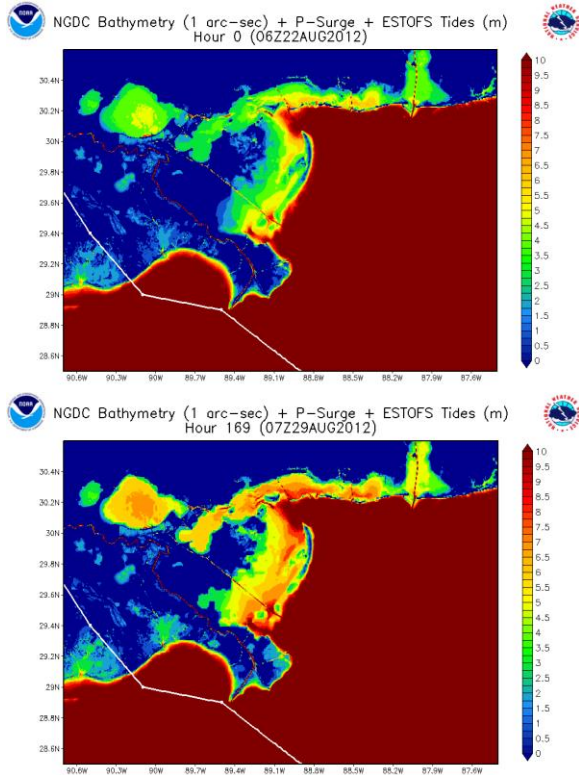 NGDC Bathymetry (1 arc-sec) + P-Surge + ESTOFS Tides (m)
Hour 0 (06Z22AUG2012)
NOAA
10
9.5
9
8.5
8
7.5
7
6.5
6
5.5
5
4.5
4
3.5
3
2.5
2
1.5
1
0.5
0
30.4N
30.2N
30N
29.8N
29.6N
29.4N
29.2N
29N
28.8N
28.6N
90.6W 90.3W 90W 89.7W 89.4W 89.1W 88.8W 88.5W 88.2W 87.9W 87.6W
NGDC Bathymetry (1 arc-sec) + P-Surge + ESTOFS Tides (m)
Hour 169 (07Z29AUG2012)
NOAA
10
9.5
9
8.5
8
7.5
7
6.5
6
5.5
5
4.5
4
3.5
3
2.5
2
1.5
1
0.5
0
30.4N
30.2N
30N
29.8N
29.6N
29.4N
29.2N
29N
28.8N
28.6N
90.6W 90.3W 90W 89.7W 89.4W 89.1W 88.8W 88.5W 88.2W 87.9W 87.6W